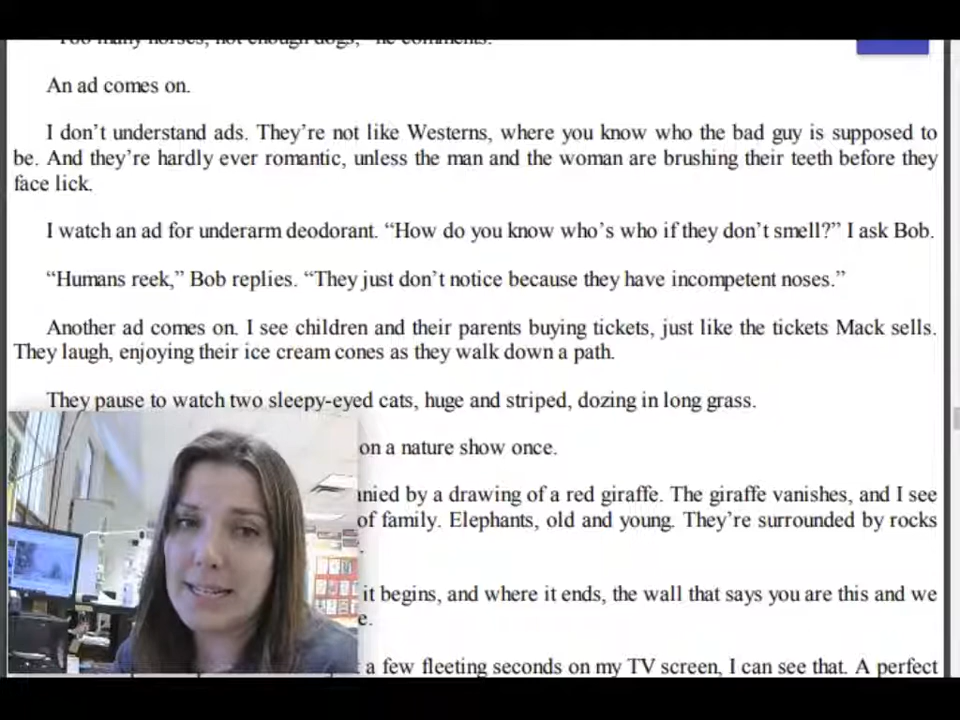 "Too many horses, not enough dogs," he comments.
An ad comes on.
I don't understand ads. They're not like Westerns, where you know who the bad guy is supposed to
be. And they're hardly ever romantic, unless the man and the woman are brushing their teeth before they
face lick.
I watch an ad for underarm deodorant. “How do you know who's who if they don't smell?” I ask Bob.
“Humans reek,” Bob replies. “They just don't notice because they have incompetent noses.”
Another ad comes on. I see children and their parents buying tickets, just like the tickets Mack sells.
They laugh, enjoying their ice cream cones as they walk down a path.
They pause to watch two sleepy-eyed cats, huge and striped, dozing in long grass.
on a nature show once.
by a drawing of a red giraffe. The giraffe vanishes, and I see
of family. Elephants, old and young. They're surrounded by rocks
it begins, and where it ends, the wall that says you are this and we
a few fleeting seconds on my TV screen, I can see that. A perfect